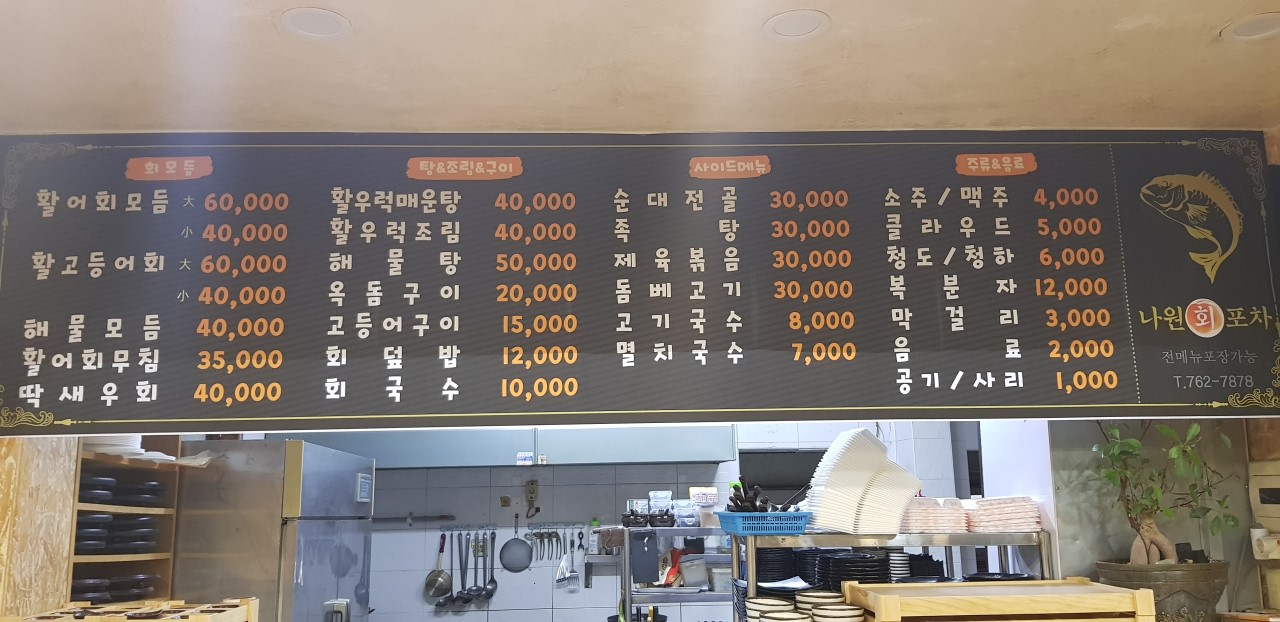 회 모 듬
활어회모듬 大 60,000
小 40,000
활고등어회 大 60,000
小 40,000
해물모듬 40,000
활어회무침 35,000
딱새우회 40,000
탕&조림&구이
활우럭매운탕 40,000
활우럭조림 40,000
해물탕 50,000
옥돔구이 20,000
고등어구이 15,000
회덮밥 12,000
회국수 10,000
사이드메뉴
순대전골 30,000
족탕 30,000
제육볶음 30,000
돔베고기 30,000
고기국수 8,000
멸치국수 7,000
주류&음료
소주/맥주 4,000
클라우드 5,000
청도/청하 6,000
복분자 12,000
막걸리 3,000
음료 2,000
공기/사리 1,000
나원회포차
전메뉴포장가능
T.762-7878